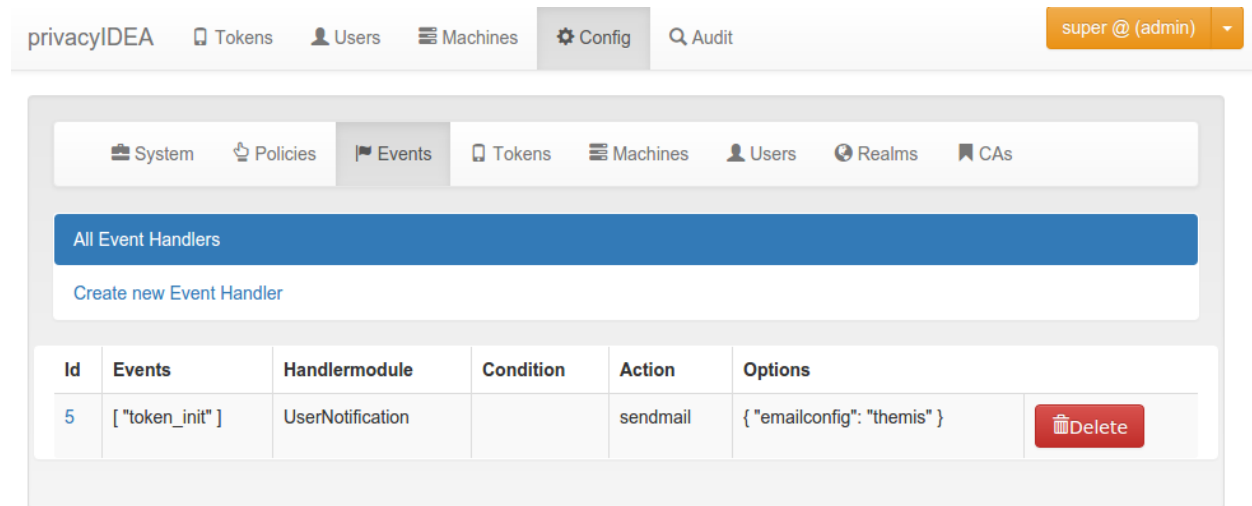 privacyIDEA Tokens Users Machines Config Audit super @ (admin)
System Policies Events Tokens Machines Users Realms CAs
All Event Handlers
Create new Event Handler
Id Events Handlermodule Condition Action Options
5 [ "token_init" ] UserNotification sendmail { "emailconfig": "themis" } Delete